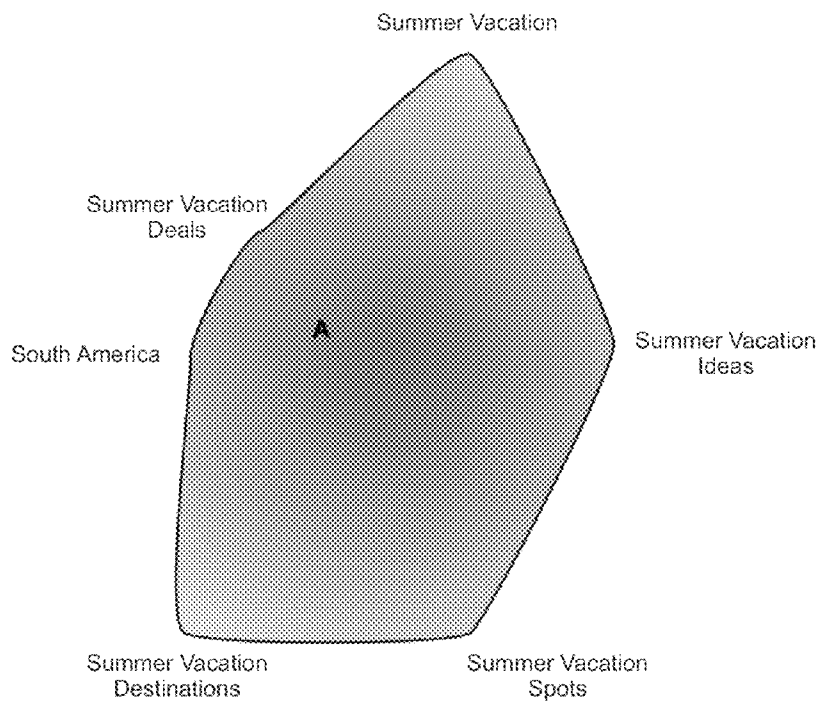 Summer Vacation
Summer Vacation
Deals
A
South America
Summer Vacation
Ideas
Summer Vacation
Destinations
Summer Vacation
Spots